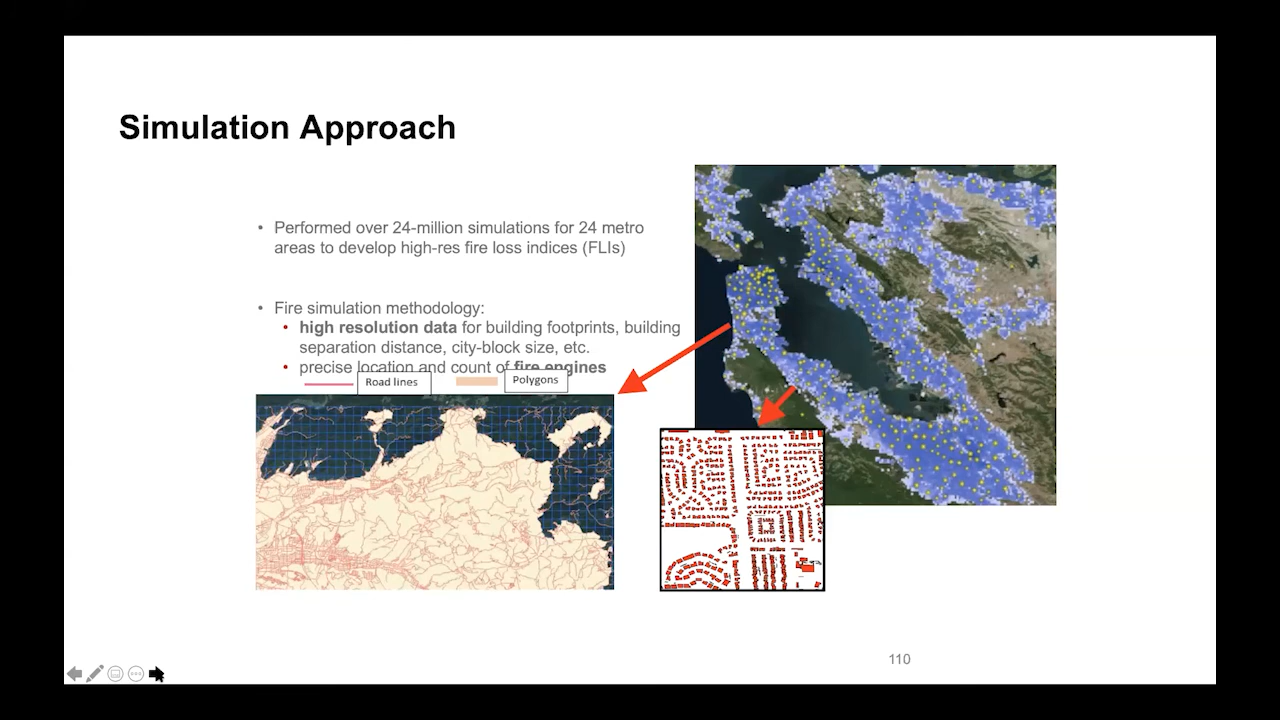 Simulation Approach
• Performed over 24-million simulations for 24 metro
areas to develop high-res fire loss indices (FLIs)
• Fire simulation methodology:
• high resolution data for building footprints, building
separation distance, city-block size, etc.
• precise location and count of fire engines
Road lines
Polygons
110